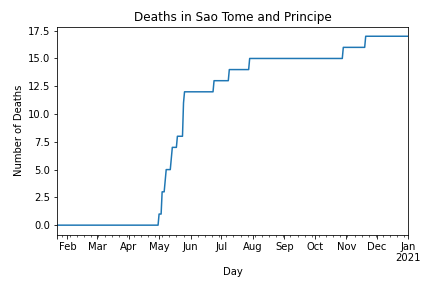 Deaths in Sao Tome and Principe
17.5
15.0
12.5
10.0
7.5
5.0
2.5
0.0
Number of Deaths
Feb Mar Apr May Jun Jul Aug Sep Oct Nov Dec Jan
2021
Day